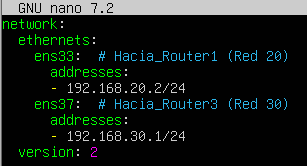 GNU nano 7.2
network:
  ethernets:
    ens33:  # Hacia_Router1 (Red 20)
      addresses:
      - 192.168.20.2/24
    ens37:  # Hacia_Router3 (Red 30)
      addresses:
      - 192.168.30.1/24
  version: 2